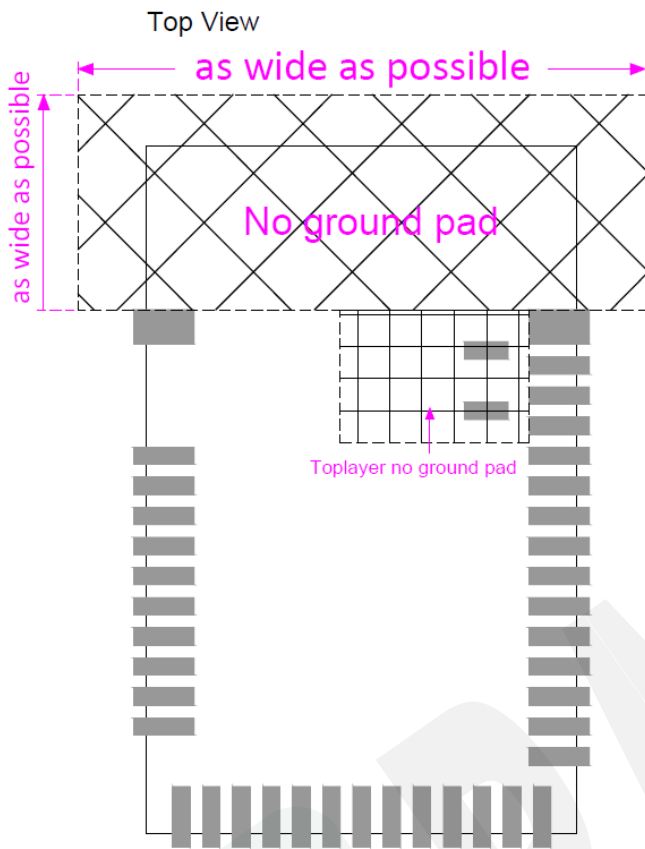 Top View
as wide as possible
as wide as possible
No ground pad
Toplayer no ground pad